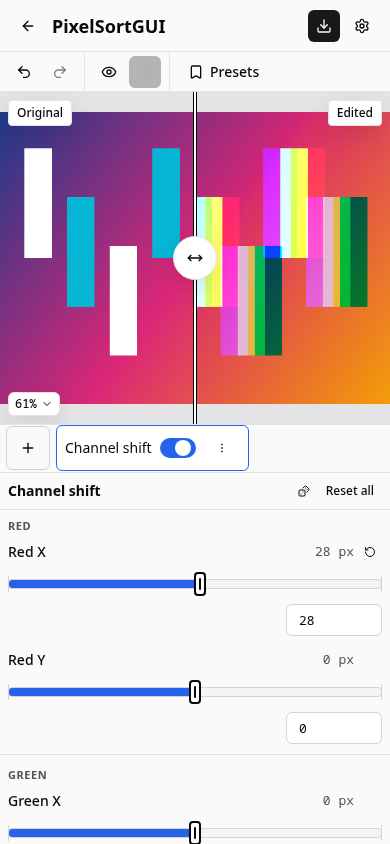 PixelSortGUI
Presets
Original
Edited
61%
Channel shift
Channel shift
Reset all
RED
Red X
28 px
28
Red Y
0 px
0
GREEN
Green X
0 px